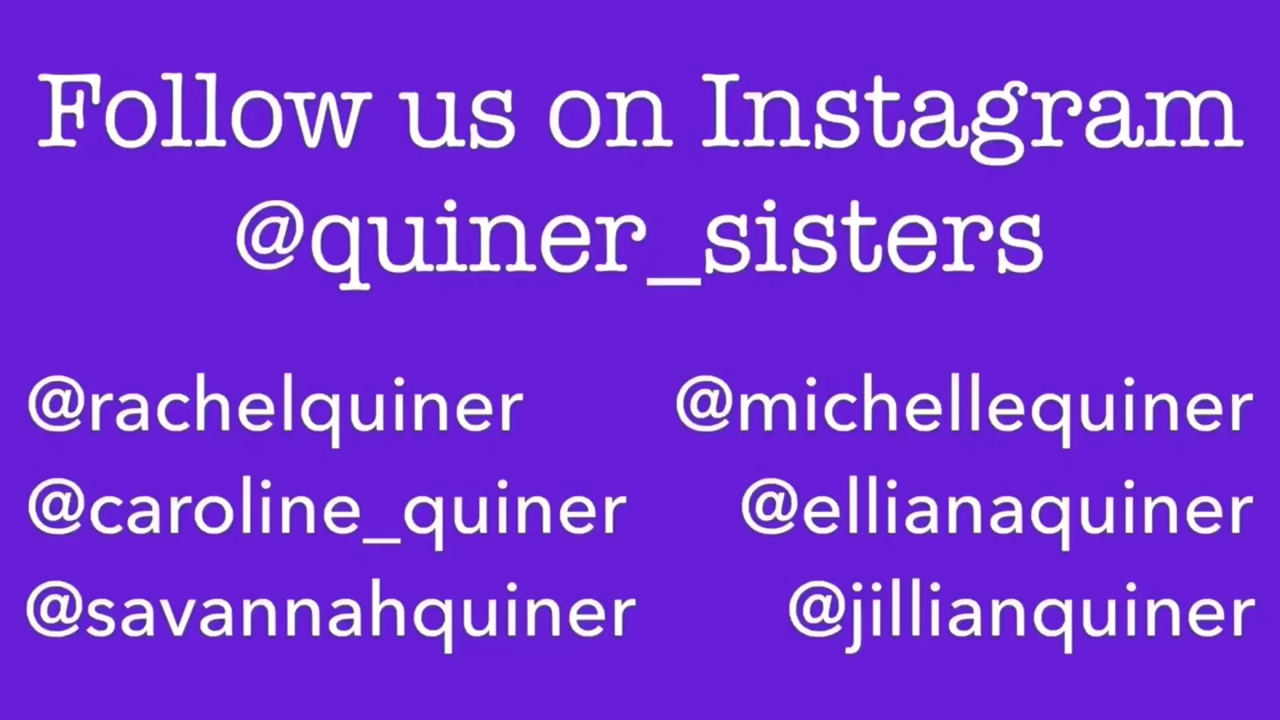 Follow us on Instagram
@quiner_sisters
@rachelquiner
@michellequiner
@caroline_quiner
@ellianaquiner
@savannahquiner
@jillianquiner